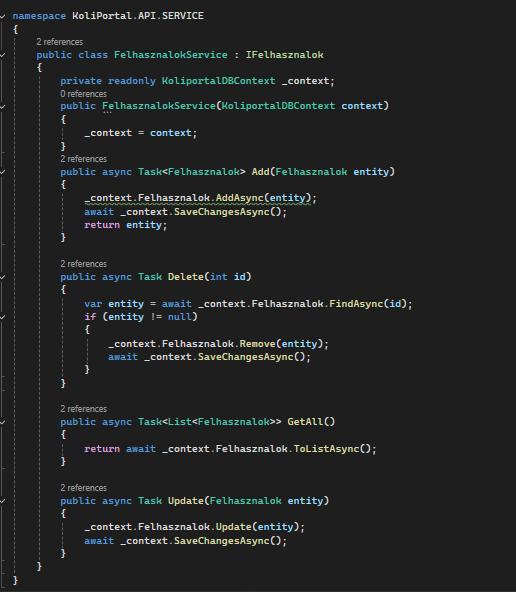 namespace KoliPortal.API.SERVICE
{
2 references
public class FelhasznalokService : IFelhasznalok
{
private readonly KoliportalDBContext _context;
0 references
public FelhasznalokService(KoliportalDBContext context)
{
_context = context;
}
2 references
public async Task<Felhasznalok> Add(Felhasznalok entity)
{
_context.Felhasznalok.AddAsync(entity);
await _context.SaveChangesAsync();
return entity;
}
2 references
public async Task Delete(int id)
{
var entity = await _context.Felhasznalok.FindAsync(id);
if (entity != null)
{
_context.Felhasznalok.Remove(entity);
await _context.SaveChangesAsync();
}
}
2 references
public async Task<List<Felhasznalok>> GetAll()
{
return await _context.Felhasznalok.ToListAsync();
}
2 references
public async Task Update(Felhasznalok entity)
{
_context.Felhasznalok.Update(entity);
await _context.SaveChangesAsync();
}
}
}